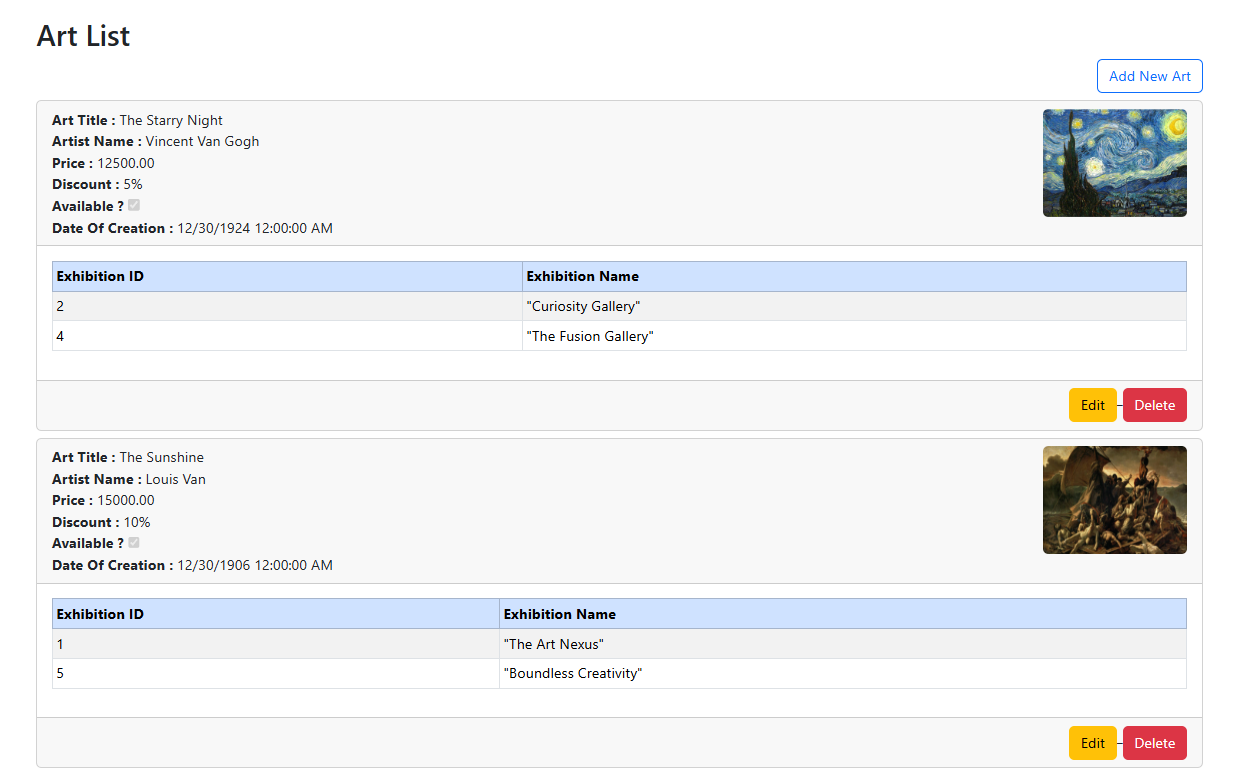 Art List
Add New Art
Art Title : The Starry Night
Artist Name : Vincent Van Gogh
Price : 12500.00
Discount : 5%
Available ?
Date Of Creation : 12/30/1924 12:00:00 AM
Exhibition ID Exhibition Name
2 "Curiosity Gallery"
4 "The Fusion Gallery"
Edit Delete
Art Title : The Sunshine
Artist Name : Louis Van
Price : 15000.00
Discount : 10%
Available ?
Date Of Creation : 12/30/1906 12:00:00 AM
Exhibition ID Exhibition Name
1 "The Art Nexus"
5 "Boundless Creativity"
Edit Delete